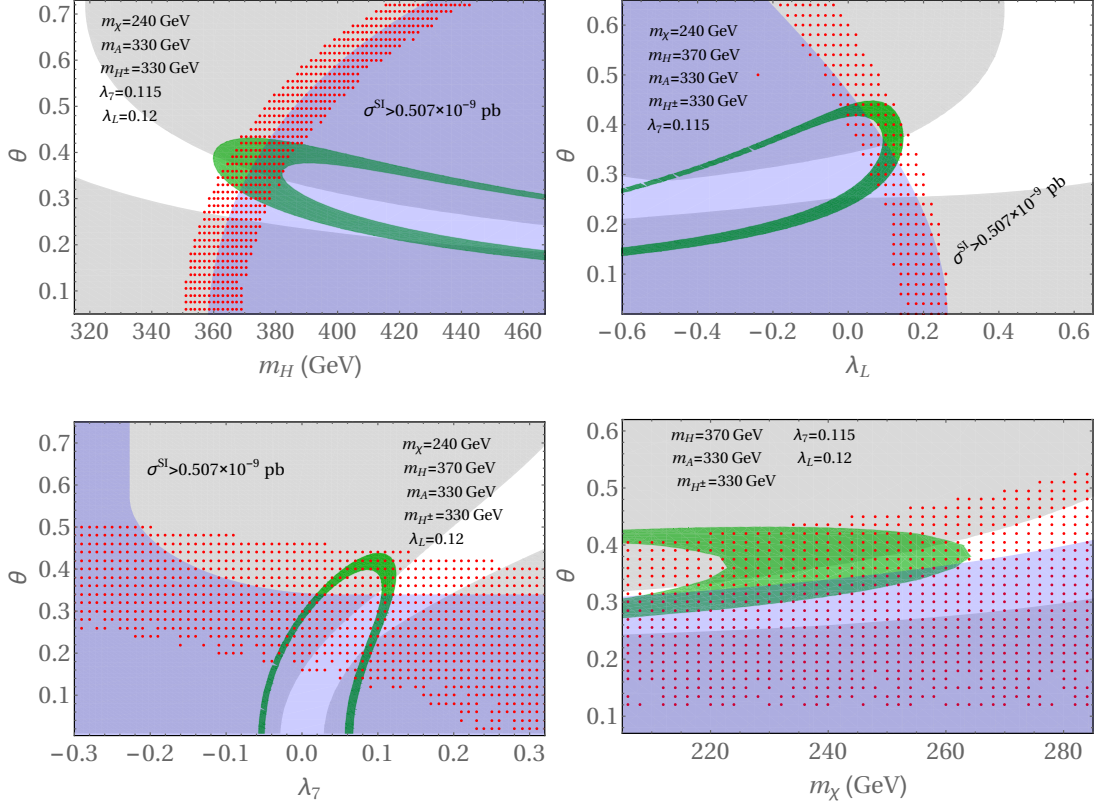 m_χ=240 GeV
m_A=330 GeV
m_H±=330 GeV
λ_7=0.115
λ_L=0.12
σ^SI>0.507×10^-9 pb
0.7
0.6
0.5
0.4
0.3
0.2
0.1
θ
320 340 360 380 400 420 440 460
m_H (GeV)
m_χ=240 GeV
m_H=370 GeV
m_A=330 GeV
m_H±=330 GeV
λ_7=0.115
σ^SI>0.507×10^-9 pb
0.6
0.5
0.4
0.3
0.2
0.1
θ
−0.6 −0.4 −0.2 0.0 0.2 0.4 0.6
λ_L
σ^SI>0.507×10^-9 pb
m_χ=240 GeV
m_H=370 GeV
m_A=330 GeV
m_H±=330 GeV
λ_L=0.12
0.7
0.6
0.5
0.4
0.3
0.2
0.1
θ
−0.3 −0.2 −0.1 0.0 0.1 0.2 0.3
λ_7
m_H=370 GeV λ_7=0.115
m_A=330 GeV λ_L=0.12
m_H±=330 GeV
0.6
0.5
0.4
0.3
0.2
0.1
θ
220 240 260 280
m_χ (GeV)